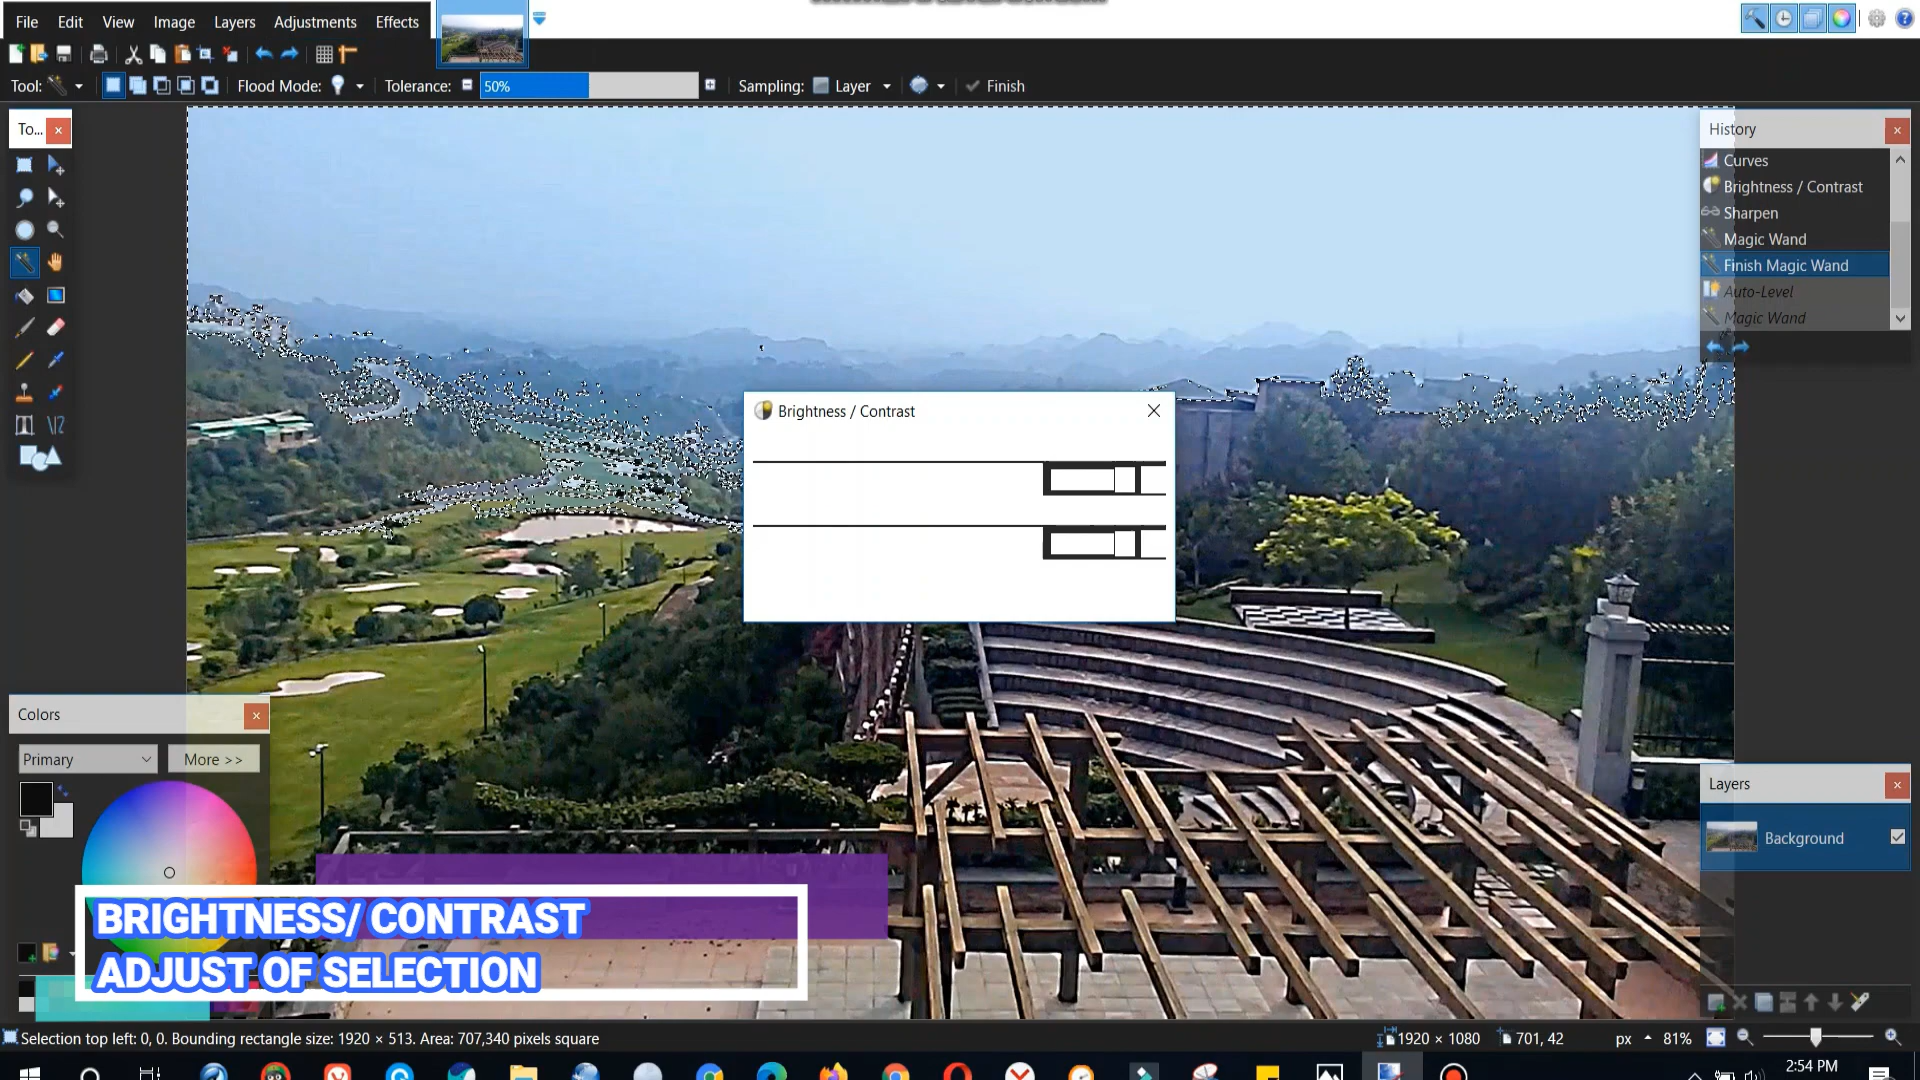 File Edit View Image Layers Adjustments Effects
Tool: Flood Mode: Tolerance: 50% Sampling: Layer Finish
To...
History
Curves
Brightness / Contrast
Sharpen
Magic Wand
Finish Magic Wand
Auto-Level
Magic Wand
Brightness / Contrast
Colors
Primary More >>
Layers
Background
BRIGHTNESS/ CONTRAST
ADJUST OF SELECTION
Selection top left: 0, 0. Bounding rectangle size: 1920 × 513. Area: 707,340 pixels square 1920 × 1080 701, 42 px 81%
2:54 PM